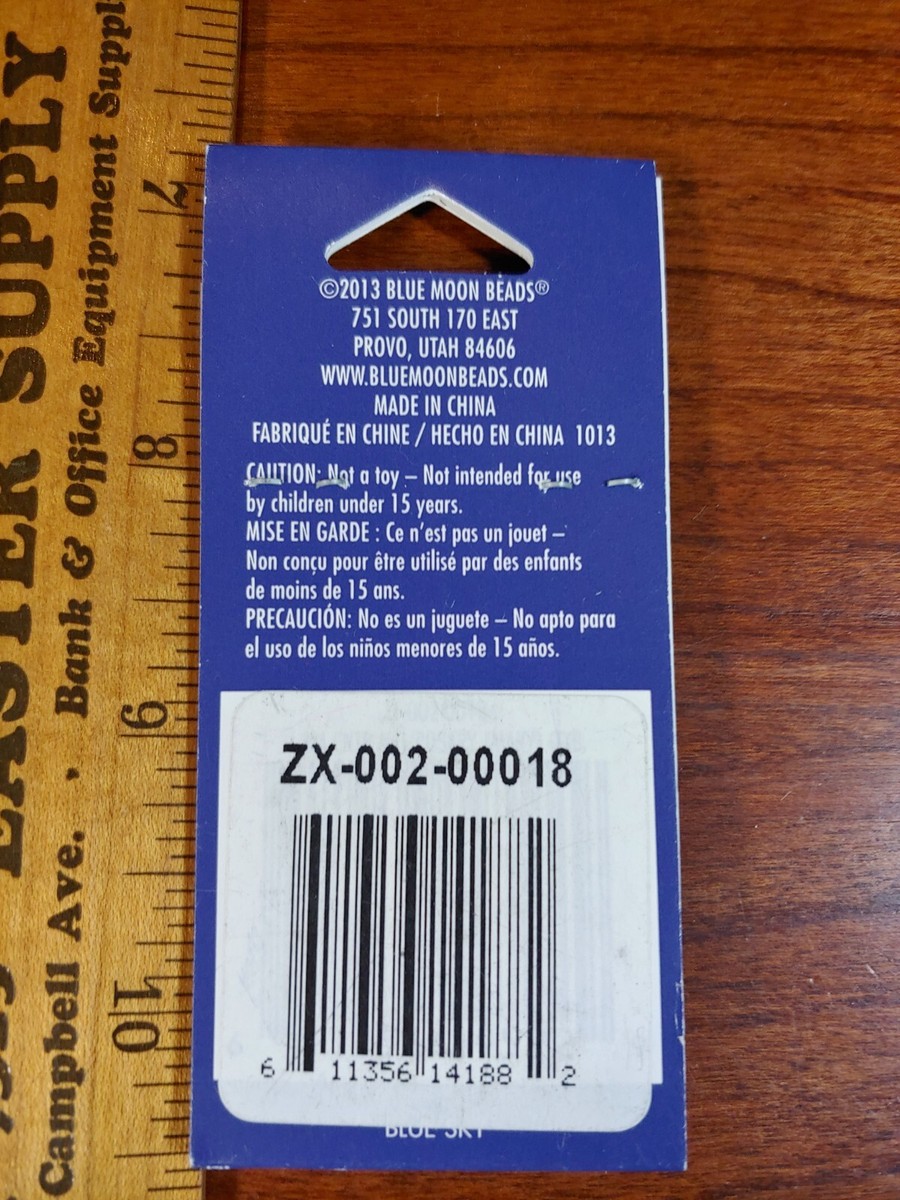 ©2013 BLUE MOON BEADS®
751 SOUTH 170 EAST
PROVO, UTAH 84606
WWW.BLUEMOONBEADS.COM
MADE IN CHINA
FABRIQUÉ EN CHINE / HECHO EN CHINA 1013
CAUTION: Not a toy – Not intended for use
by children under 15 years.
MISE EN GARDE : Ce n'est pas un jouet –
Non conçu pour être utilisé par des enfants
de moins de 15 ans.
PRECAUCIÓN: No es un juguete – No apto para
el uso de los niños menores de 15 años.
ZX-002-00018
6 11356 14188 2
BLUE SKY
SUPPLY
Campbell Ave. , Bank & Office Equipment
7
8
9
10